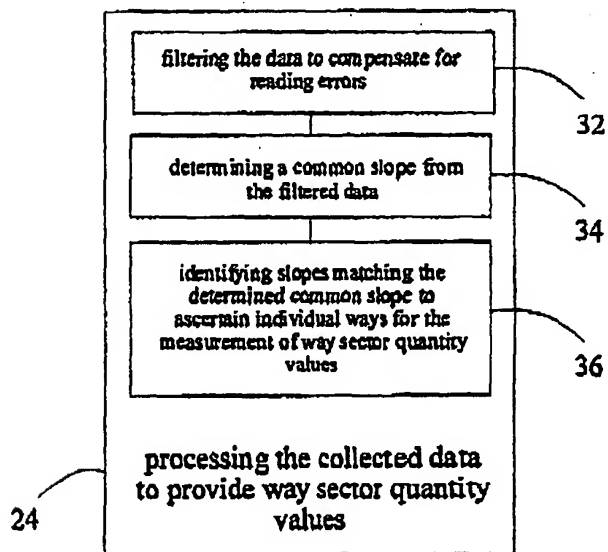 filtering the data to compensate for
reading errors
32
determining a common slope from
the filtered data
34
identifying slopes matching the
determined common slope to
ascertain individual ways for the
measurement of way sector quantity
values
36
processing the collected data
to provide way sector quantity
values
24